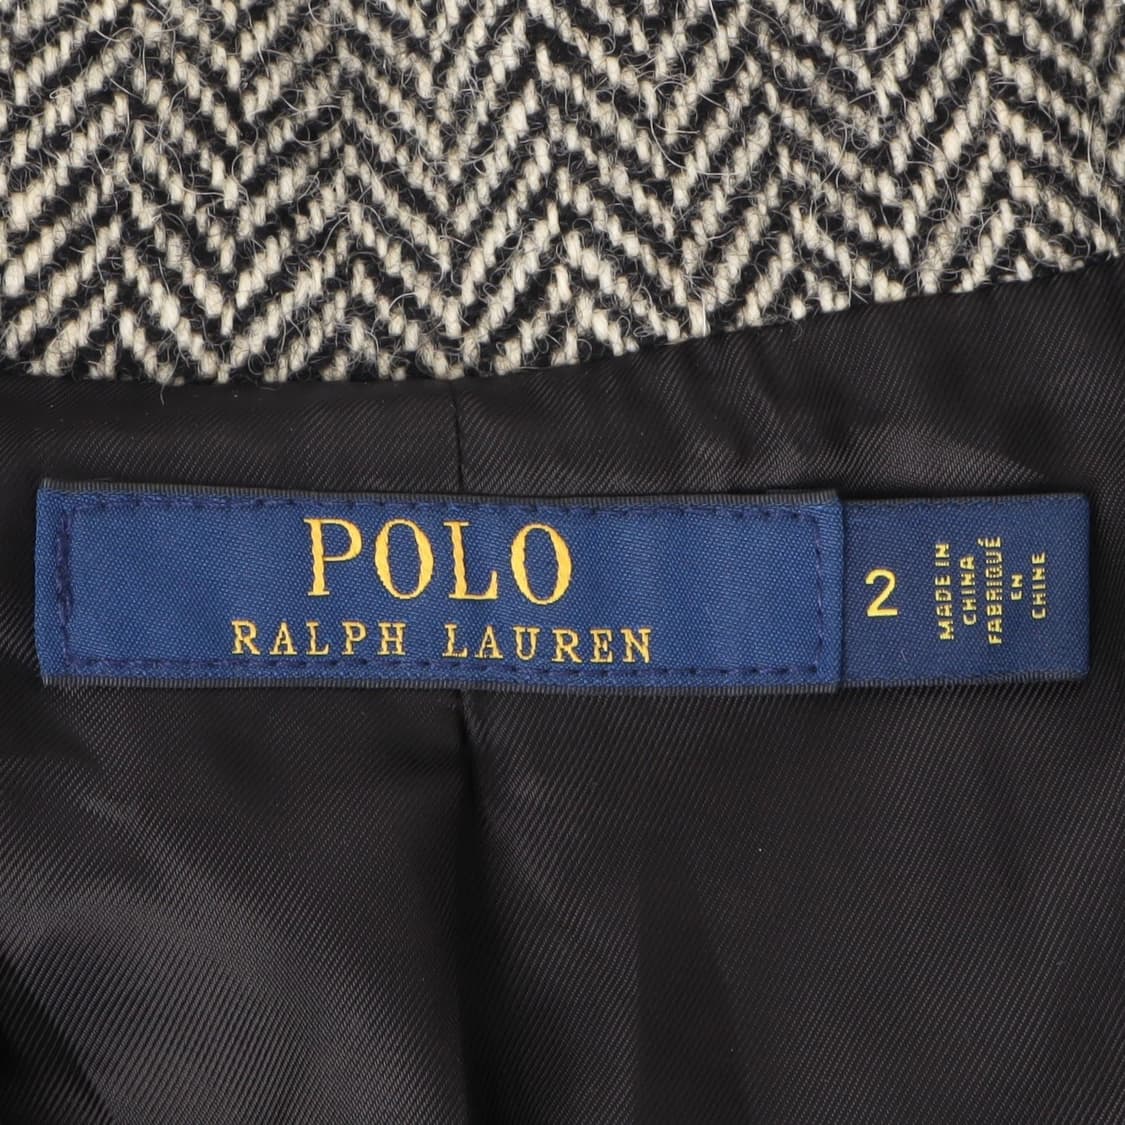 POLO
RALPH LAUREN
2
MADE IN
CHINA
FABRIQUÉ
EN
CHINE